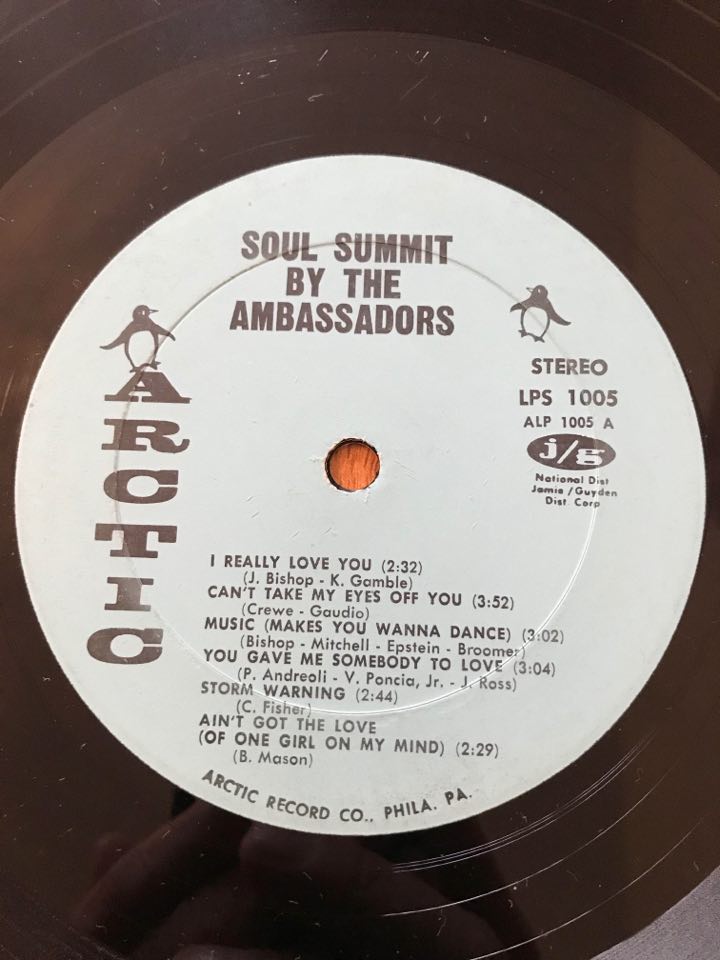 SOUL SUMMIT
BY THE
AMBASSADORS
ARCTIC
STEREO
LPS 1005
ALP 1005 A
j/g
National Dist
Jamie/Guyden
Dist. Corp
I REALLY LOVE YOU (2:32)
(J. Bishop - K. Gamble)
CAN'T TAKE MY EYES OFF YOU (3:52)
(Crewe - Gaudio)
MUSIC (MAKES YOU WANNA DANCE) (3:02)
(Bishop - Mitchell - Epstein - Broomer)
YOU GAVE ME SOMEBODY TO LOVE (3:04)
(P. Andreoli - V. Poncia, Jr. - J. Ross)
STORM WARNING (2:44)
(C. Fisher)
AIN'T GOT THE LOVE
(OF ONE GIRL ON MY MIND) (2:29)
(B. Mason)
ARCTIC RECORD CO., PHILA. PA.